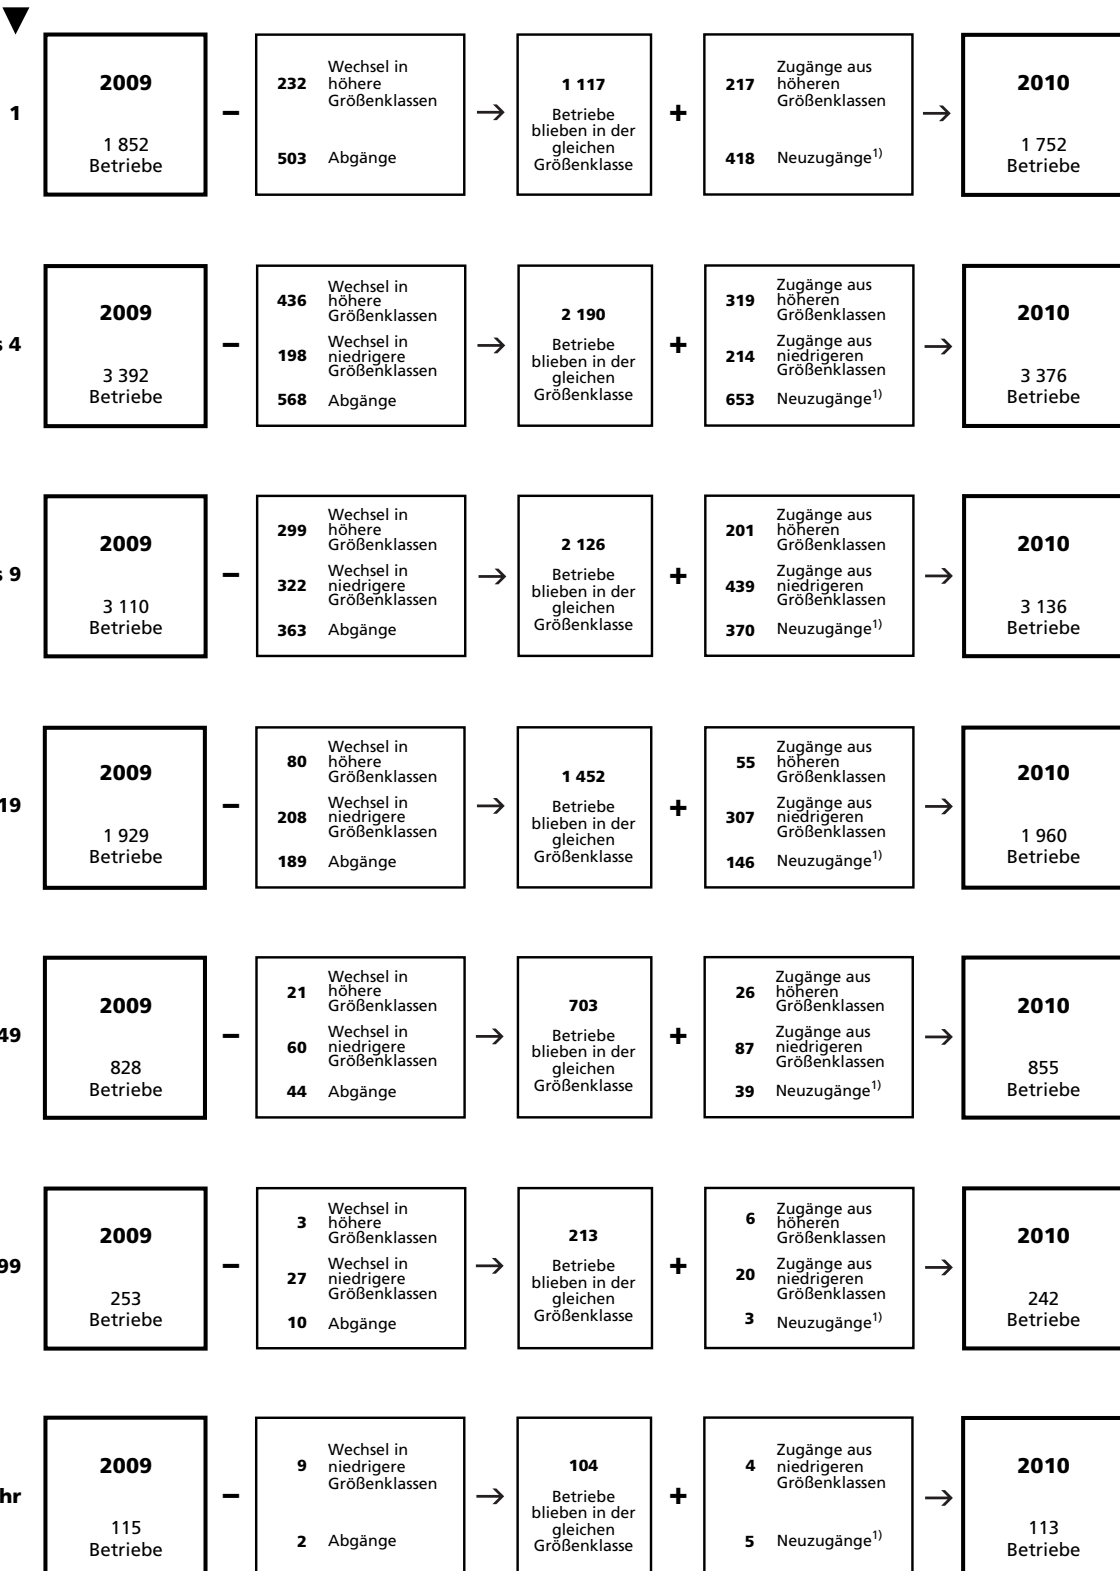 1
2009
1 852
Betriebe
–
232 Wechsel in
höhere
Größenklassen
503 Abgänge
→
1 117
Betriebe
blieben in der
gleichen
Größenklasse
+
217 Zugänge aus
höheren
Größenklassen
418 Neuzugänge1)
→
2010
1 752
Betriebe
s 4
2009
3 392
Betriebe
–
436 Wechsel in
höhere
Größenklassen
198 Wechsel in
niedrigere
Größenklassen
568 Abgänge
→
2 190
Betriebe
blieben in der
gleichen
Größenklasse
+
319 Zugänge aus
höheren
Größenklassen
214 Zugänge aus
niedrigeren
Größenklassen
653 Neuzugänge1)
→
2010
3 376
Betriebe
s 9
2009
3 110
Betriebe
–
299 Wechsel in
höhere
Größenklassen
322 Wechsel in
niedrigere
Größenklassen
363 Abgänge
→
2 126
Betriebe
blieben in der
gleichen
Größenklasse
+
201 Zugänge aus
höheren
Größenklassen
439 Zugänge aus
niedrigeren
Größenklassen
370 Neuzugänge1)
→
2010
3 136
Betriebe
19
2009
1 929
Betriebe
–
80 Wechsel in
höhere
Größenklassen
208 Wechsel in
niedrigere
Größenklassen
189 Abgänge
→
1 452
Betriebe
blieben in der
gleichen
Größenklasse
+
55 Zugänge aus
höheren
Größenklassen
307 Zugänge aus
niedrigeren
Größenklassen
146 Neuzugänge1)
→
2010
1 960
Betriebe
49
2009
828
Betriebe
–
21 Wechsel in
höhere
Größenklassen
60 Wechsel in
niedrigere
Größenklassen
44 Abgänge
→
703
Betriebe
blieben in der
gleichen
Größenklasse
+
26 Zugänge aus
höheren
Größenklassen
87 Zugänge aus
niedrigeren
Größenklassen
39 Neuzugänge1)
→
2010
855
Betriebe
99
2009
253
Betriebe
–
3 Wechsel in
höhere
Größenklassen
27 Wechsel in
niedrigere
Größenklassen
10 Abgänge
→
213
Betriebe
blieben in der
gleichen
Größenklasse
+
6 Zugänge aus
höheren
Größenklassen
20 Zugänge aus
niedrigeren
Größenklassen
3 Neuzugänge1)
→
2010
242
Betriebe
hr
2009
115
Betriebe
–
9 Wechsel in
niedrigere
Größenklassen
2 Abgänge
→
104
Betriebe
blieben in der
gleichen
Größenklasse
+
4 Zugänge aus
niedrigeren
Größenklassen
5 Neuzugänge1)
→
2010
113
Betriebe